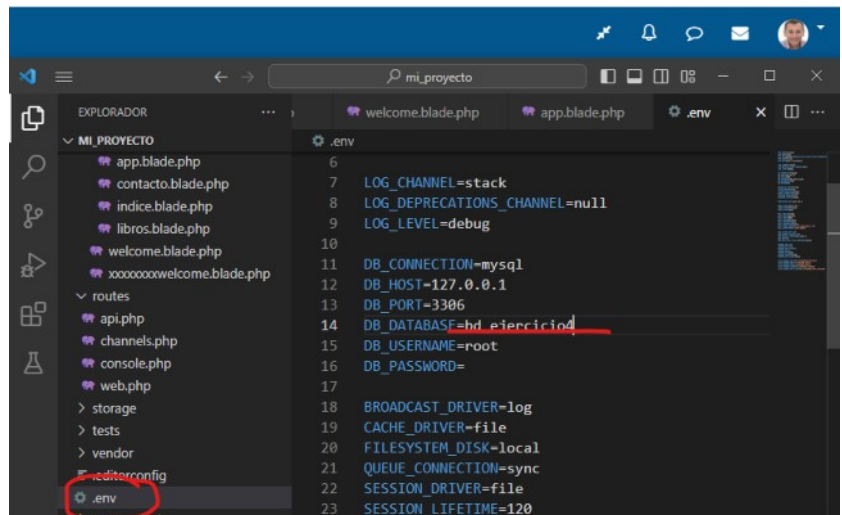 mi_proyecto
EXPLORADOR
welcome.blade.php
app.blade.php
.env
MI_PROYECTO
.env
app.blade.php
contacto.blade.php
indice.blade.php
libros.blade.php
welcome.blade.php
xxxxxxxxwelcome.blade.php
routes
api.php
channels.php
console.php
web.php
storage
tests
vendor
.editorconfig
.env
6
7 LOG_CHANNEL=stack
8 LOG_DEPRECATIONS_CHANNEL=null
9 LOG_LEVEL=debug
10
11 DB_CONNECTION=mysql
12 DB_HOST=127.0.0.1
13 DB_PORT=3306
14 DB_DATABASE=bd_ejercicio4
15 DB_USERNAME=root
16 DB_PASSWORD=
17
18 BROADCAST_DRIVER=log
19 CACHE_DRIVER=file
20 FILESYSTEM_DISK=local
21 QUEUE_CONNECTION=sync
22 SESSION_DRIVER=file
23 SESSION_LIFETIME=120